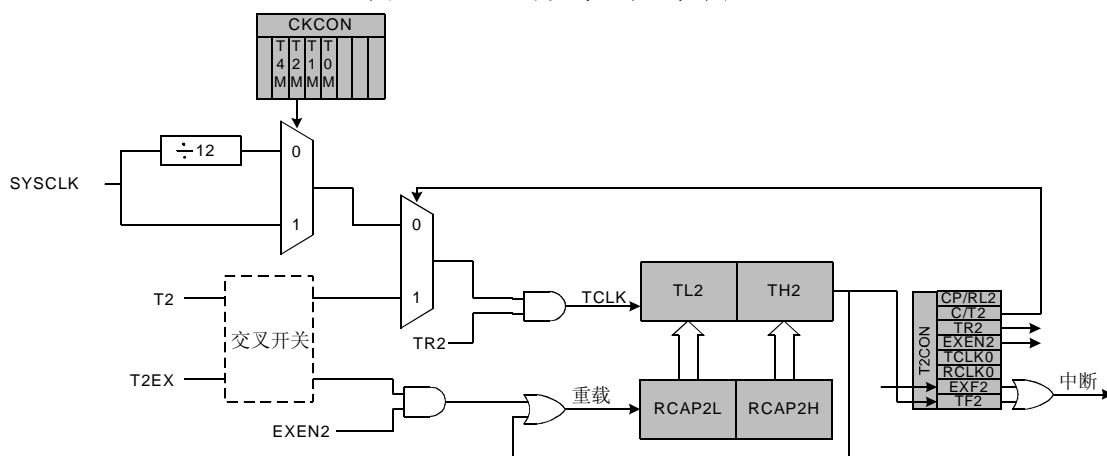 CKCON
T4M
T2M
T1M
T0M
÷12
0
SYSCLK
1
0
T2
1
交叉开关
TCLK
TL2
TH2
TR2
T2EX
EXEN2
重载
RCAP2L
RCAP2H
T2CON
CP/RL2
C/T2
TR2
EXEN2
TCLK0
RCLK0
EXF2
TF2
中断